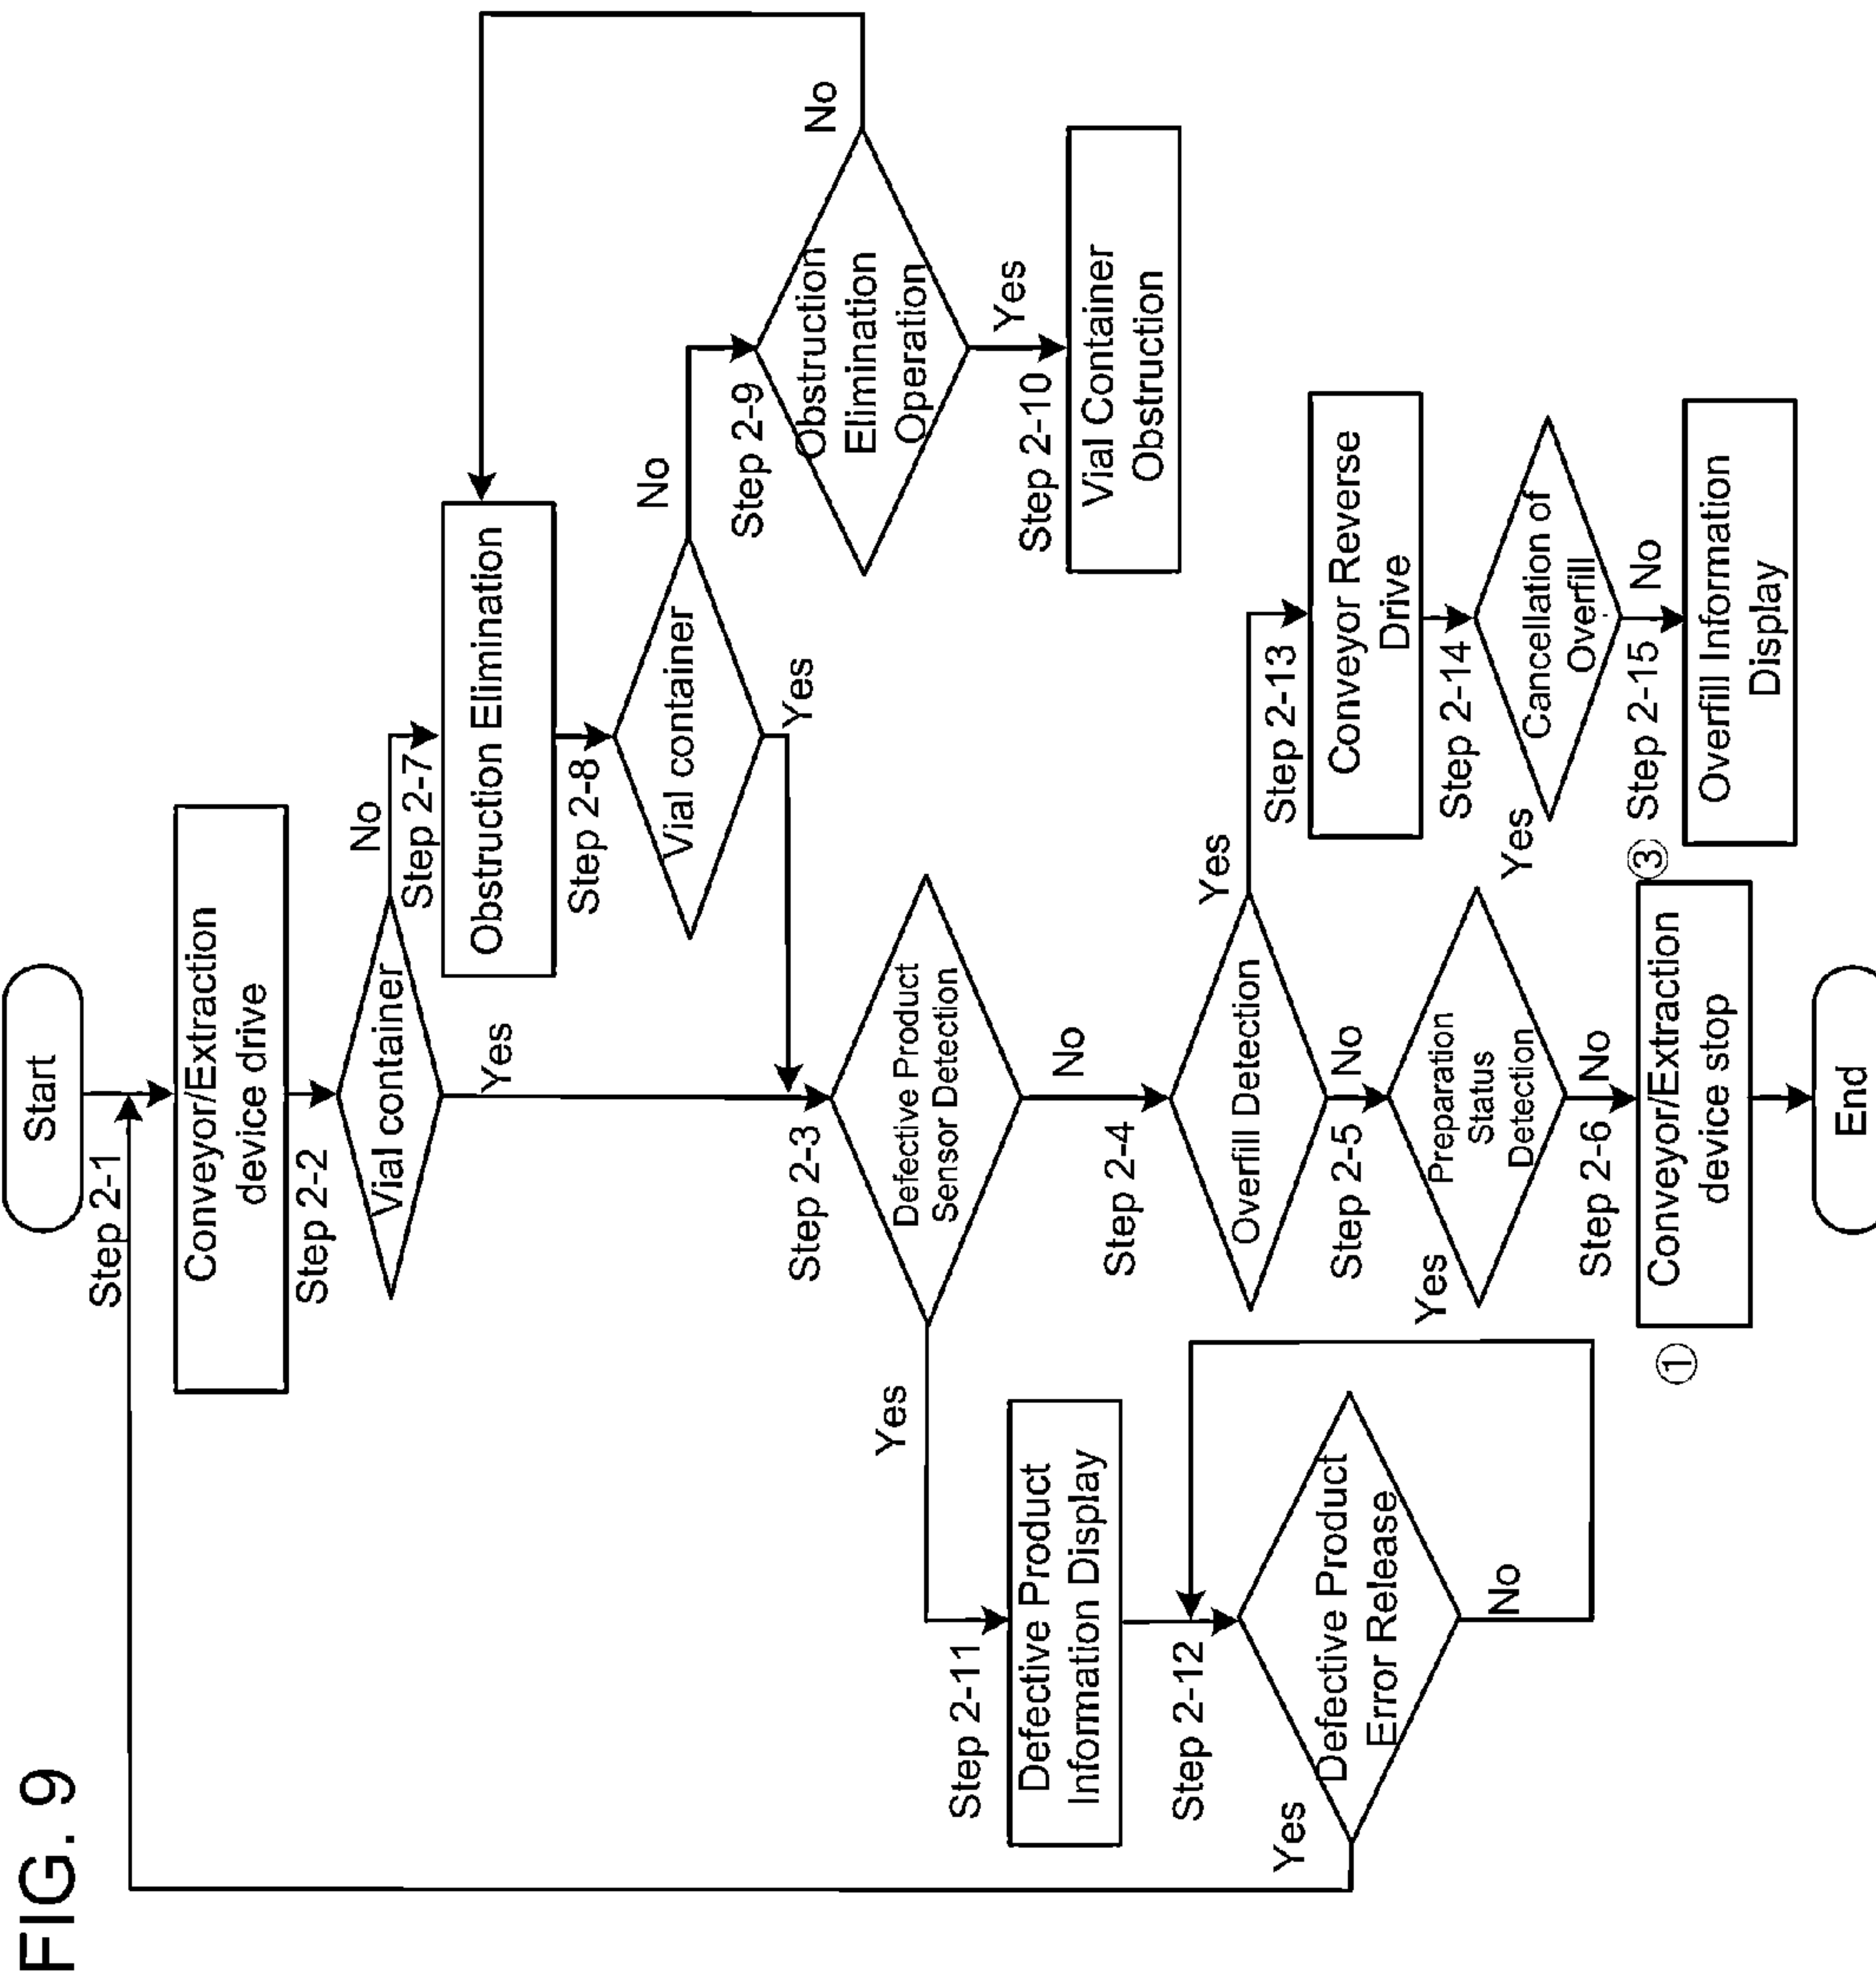 FIG. 9
Start
Step 2-1
Conveyor/Extraction
device drive
Step 2-2
Vial container
No
Yes
Step 2-7
Obstruction Elimination
Step 2-8
Vial container
No
Yes
Step 2-9
Obstruction
Elimination
Operation
No
Yes
Step 2-10
Vial Container
Obstruction
Step 2-3
Defective Product
Sensor Detection
Yes
No
Step 2-11
Defective Product
Information Display
Step 2-12
Defective Product
Error Release
Yes
No
Step 2-4
Overfill Detection
Yes
No
Step 2-13
Conveyor Reverse
Drive
Step 2-14
Cancellation of
Overfill
Yes
No
Step 2-15
Overfill Information
Display
Step 2-5
Preparation
Status
Detection
Yes
No
Step 2-6
①
③
Conveyor/Extraction
device stop
End